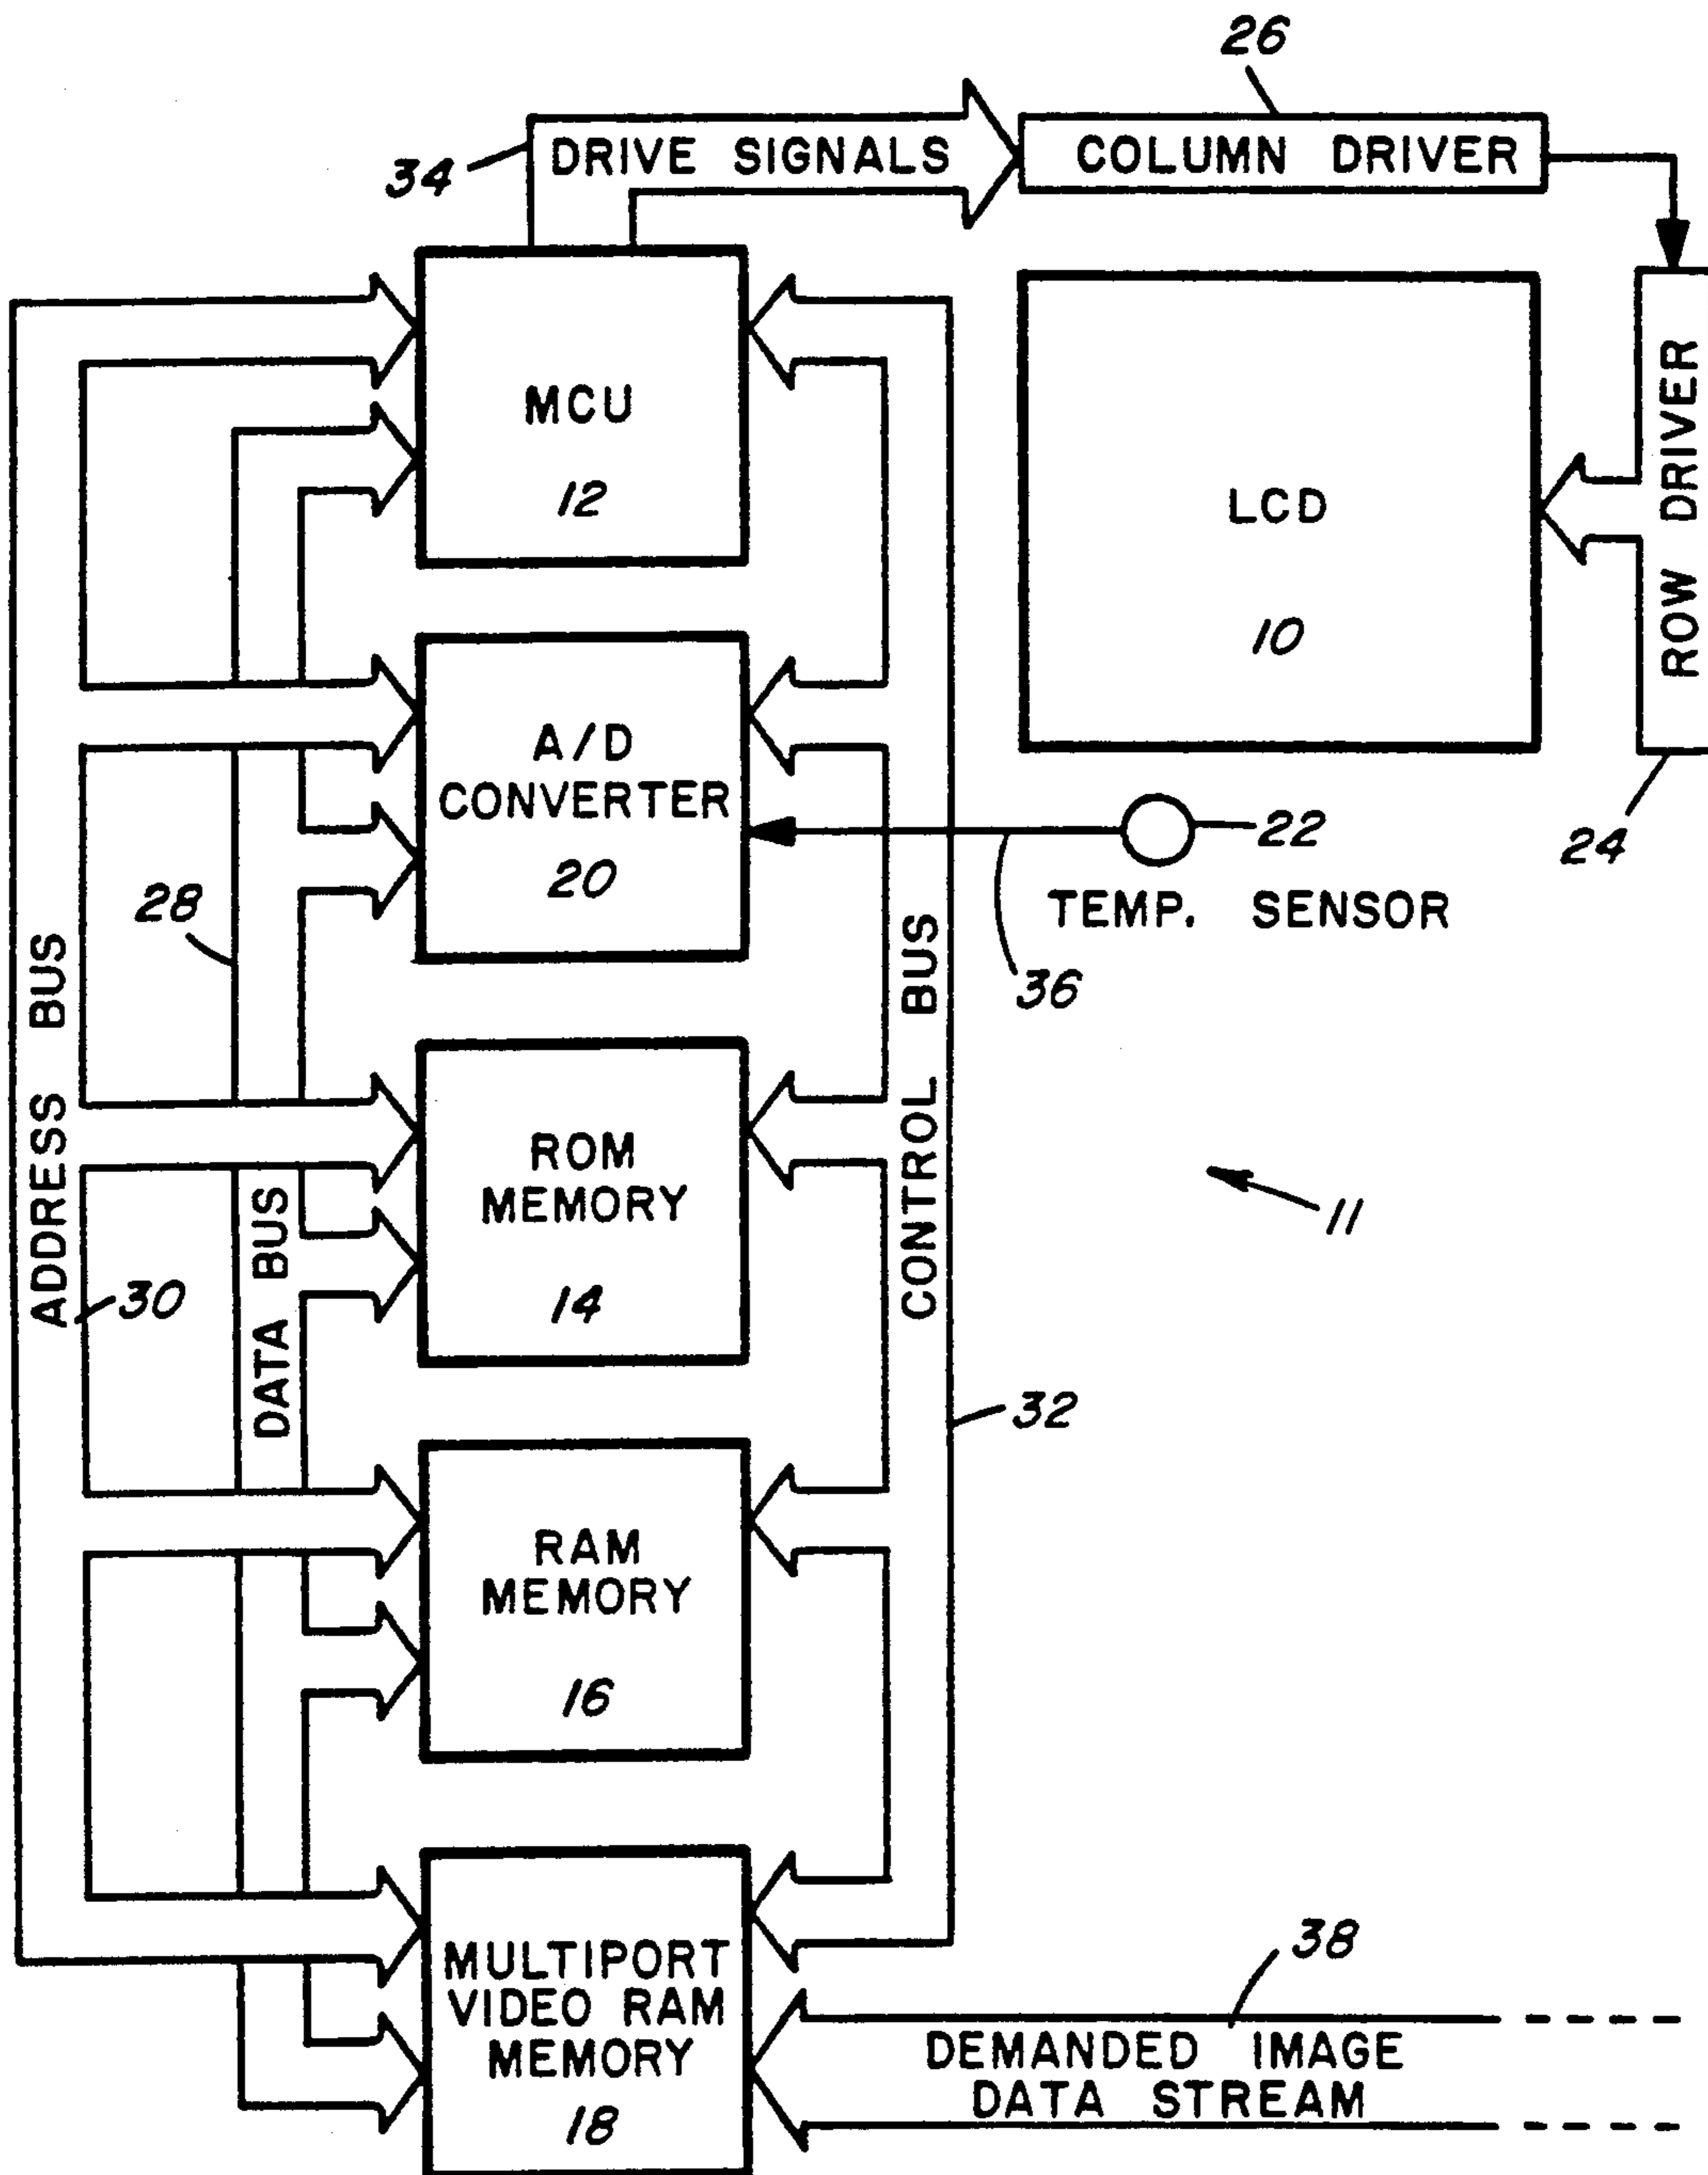 26
34
DRIVE SIGNALS
COLUMN DRIVER
MCU
12
LCD
10
ROW DRIVER
24
A/D
CONVERTER
20
22
TEMP. SENSOR
36
28
ADDRESS BUS
30
DATA BUS
CONTROL BUS
32
11
ROM
MEMORY
14
RAM
MEMORY
16
MULTIPORT
VIDEO RAM
MEMORY
18
38
DEMANDED IMAGE
DATA STREAM